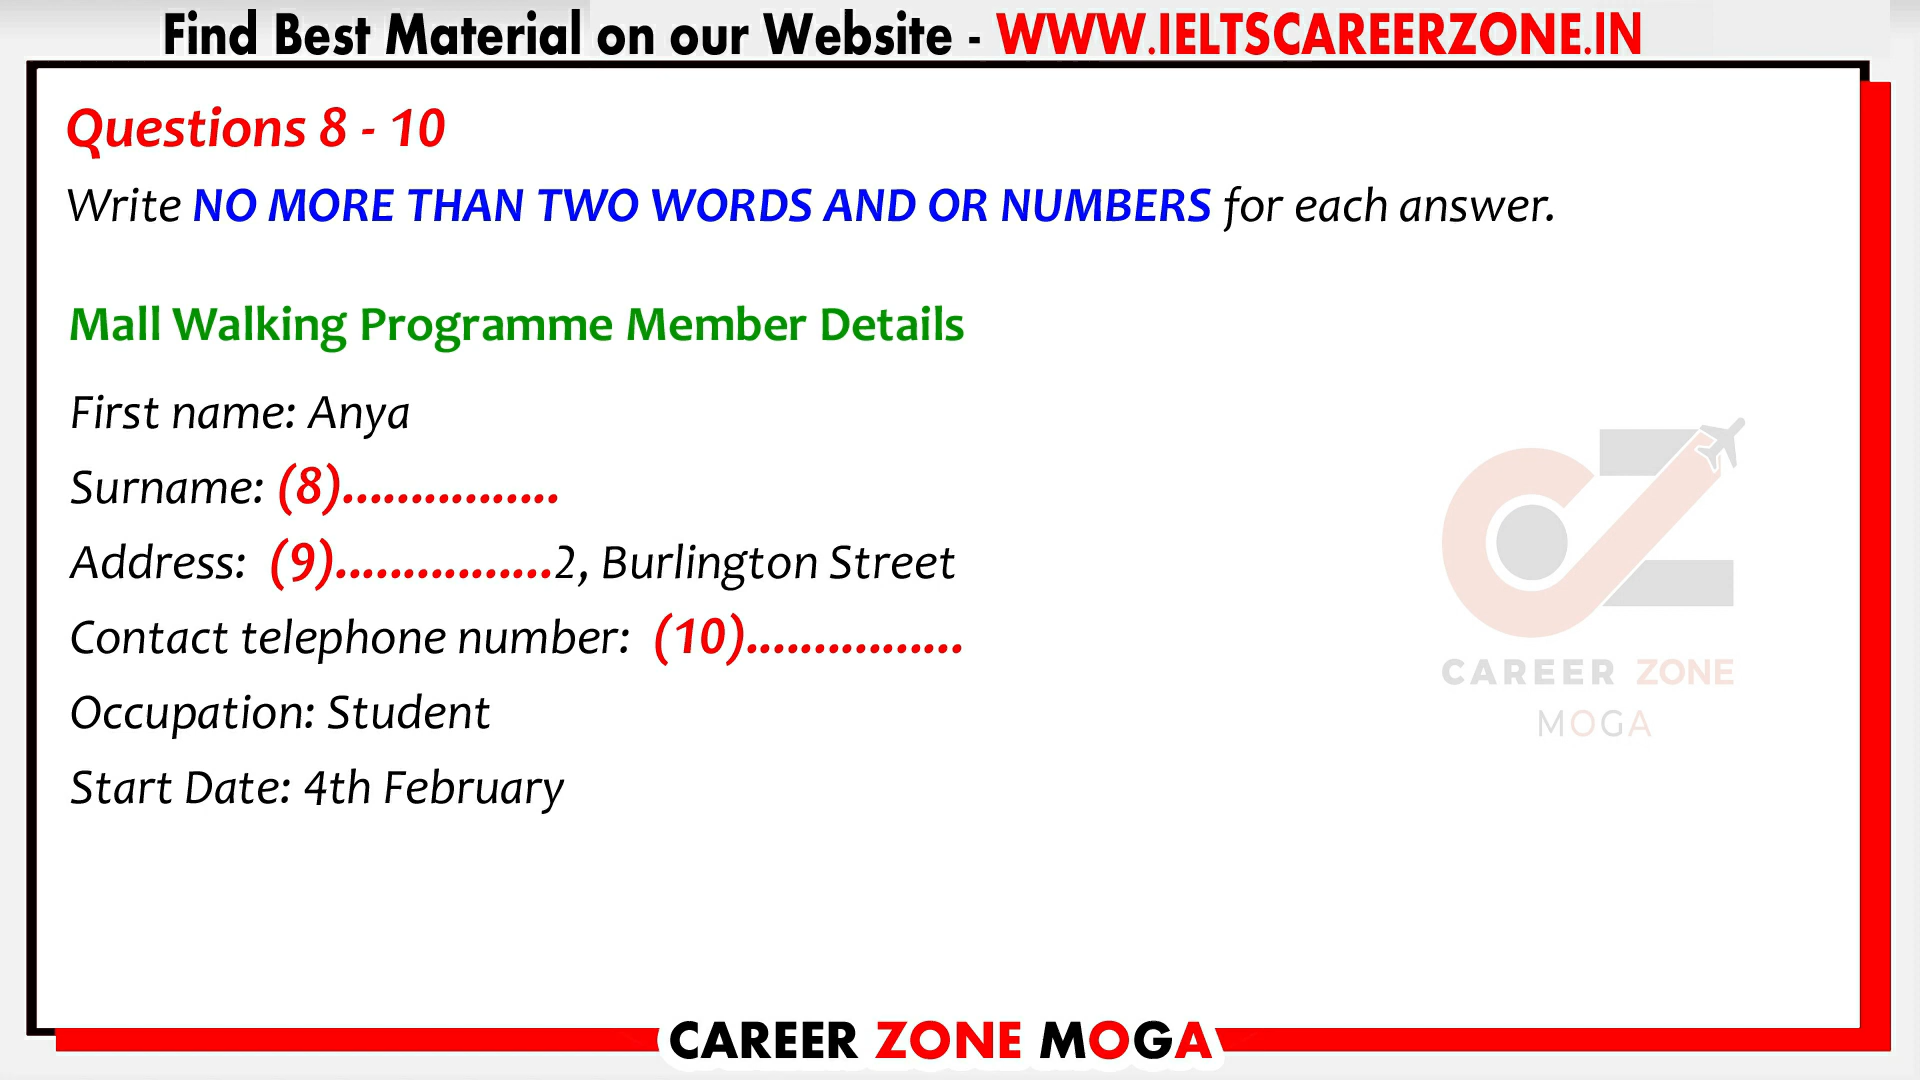 Find Best Material on our Website - WWW.IELTSCAREERZONE.IN
Questions 8 - 10
Write NO MORE THAN TWO WORDS AND OR NUMBERS for each answer.
Mall Walking Programme Member Details
First name: Anya
Surname: (8)................
Address: (9)................2, Burlington Street
Contact telephone number: (10)................
Occupation: Student
Start Date: 4th February
CAREER ZONE
MOGA
CAREER ZONE MOGA